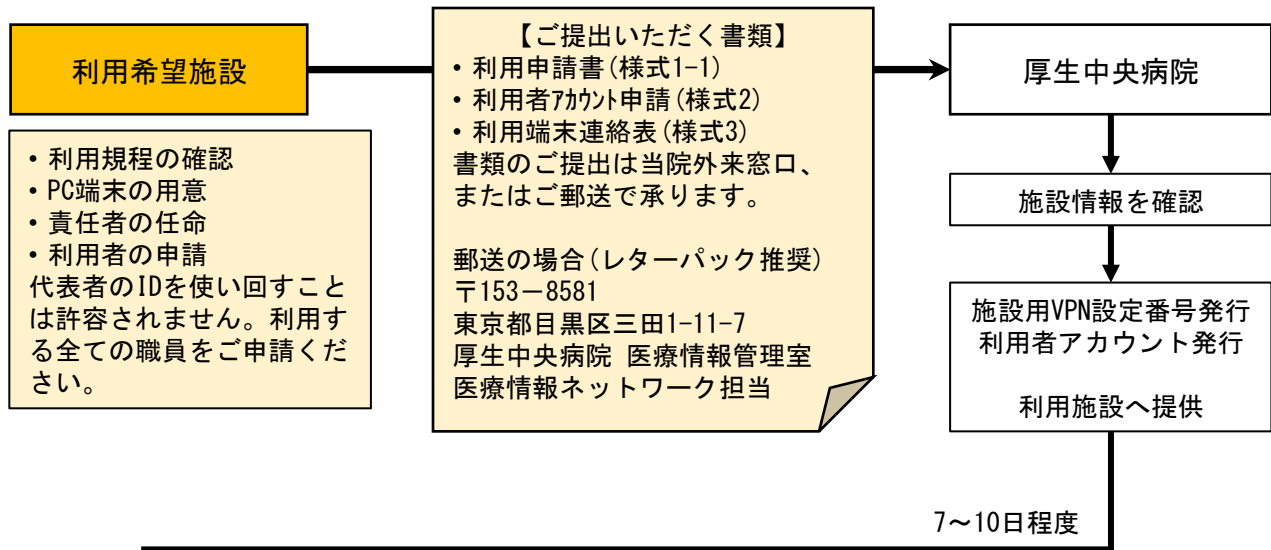 利用希望施設
・利用規程の確認
・PC端末の用意
・責任者の任命
・利用者の申請
代表者のIDを使い回すこと
は許容されません。利用す
る全ての職員をご申請くだ
さい。
【ご提出いただく書類】
・利用申請書(様式1-1)
・利用者ｱｶｳﾝﾄ申請(様式2)
・利用端末連絡表(様式3)
書類のご提出は当院外来窓口、
またはご郵送で承ります。
郵送の場合(レターパック推奨)
〒153－8581
東京都目黒区三田1-11-7
厚生中央病院 医療情報管理室
医療情報ネットワーク担当
厚生中央病院
施設情報を確認
施設用VPN設定番号発行
利用者アカウント発行
利用施設へ提供
7～10日程度